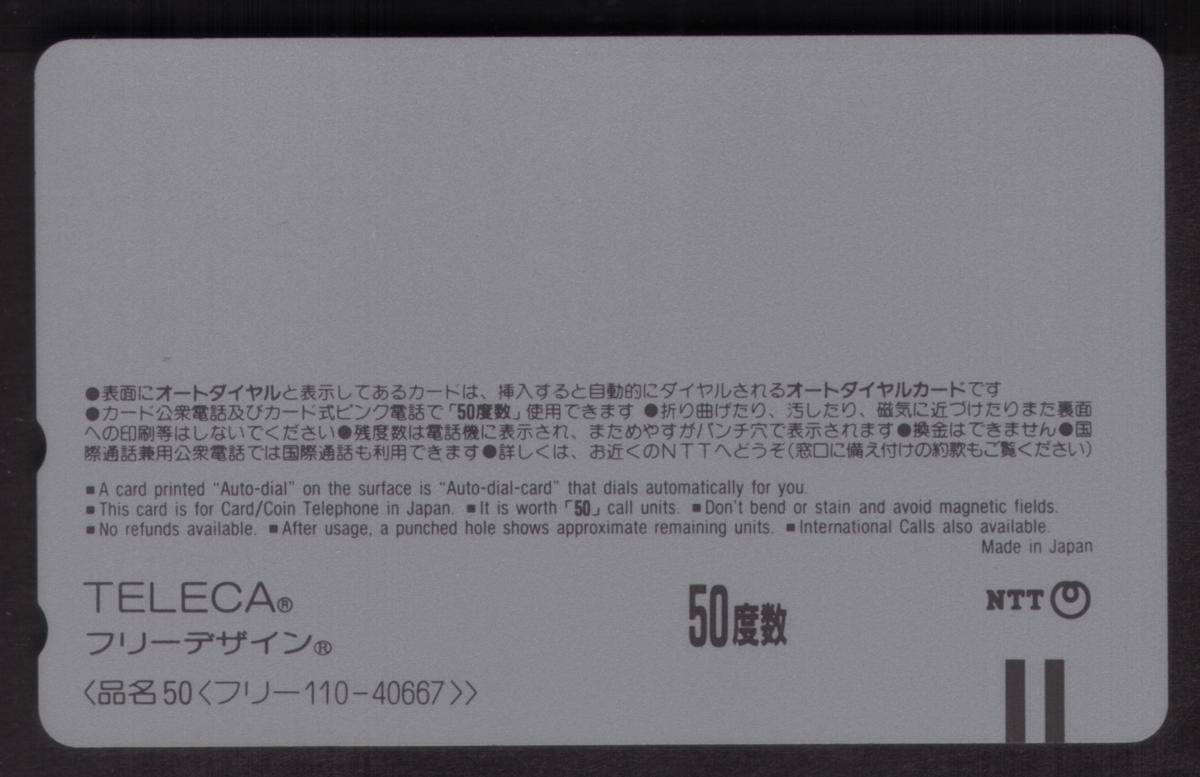 ●表面にオートダイヤルと表示してあるカードは、挿入すると自動的にダイヤルされるオートダイヤルカードです
●カード公衆電話及びカード式ピンク電話で「50度数」使用できます ●折り曲げたり、汚したり、磁気に近づけたりまた裏面
への印刷等はしないでください●残度数は電話機に表示され、まためやすがパンチ穴で表示されます●換金はできません●国
際通話兼用公衆電話では国際通話も利用できます●詳しくは、お近くのNTTへどうぞ(窓口に備え付けの約款もご覧ください)
■A card printed “Auto-dial” on the surface is “Auto-dial-card” that dials automatically for you.
■This card is for Card/Coin Telephone in Japan. ■It is worth「50」call units. ■Don't bend or stain and avoid magnetic fields.
■No refunds available. ■After usage, a punched hole shows approximate remaining units. ■International Calls also available.
Made in Japan
TELECA®
フリーデザイン®
50度数
NTT
〈品名50〈フリー110-40667〉〉